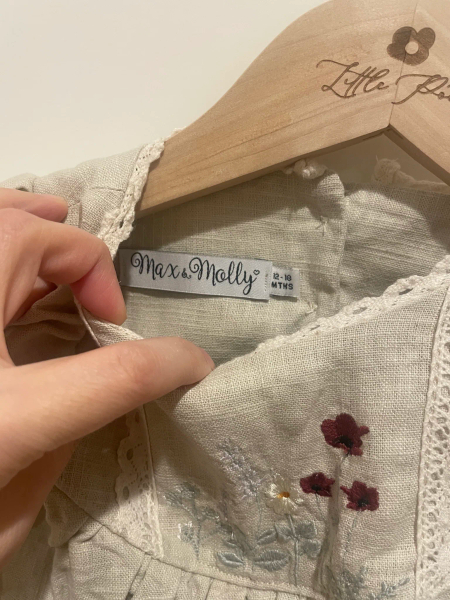 Little
Max & Molly
12-18
MTHS